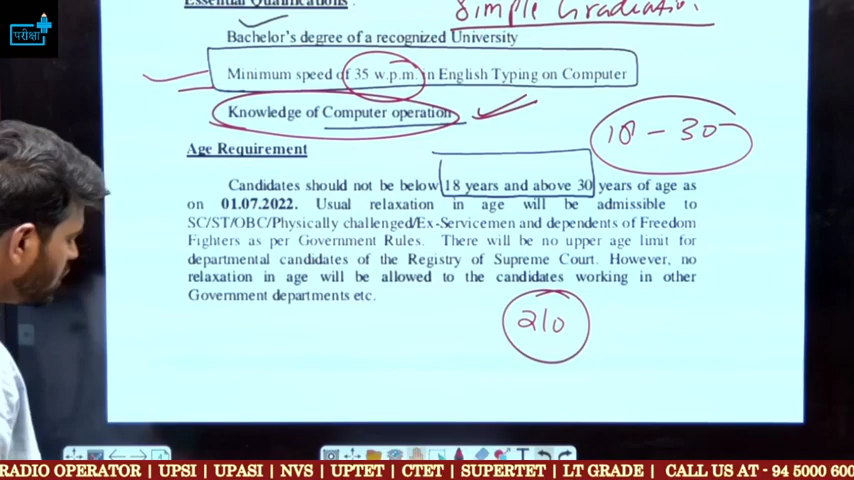 परीक्षा
Essential Qualifications :
Simple Graduation
Bachelor's degree of a recognized University
Minimum speed of 35 w.p.m. in English Typing on Computer
Knowledge of Computer operation
18 - 30
Age Requirement
Candidates should not be below 18 years and above 30 years of age as
on 01.07.2022. Usual relaxation in age will be admissible to
SC/ST/OBC/Physically challenged/Ex-Servicemen and dependents of Freedom
Fighters as per Government Rules. There will be no upper age limit for
departmental candidates of the Registry of Supreme Court. However, no
relaxation in age will be allowed to the candidates working in other
Government departments etc.
210
RADIO OPERATOR | UPSI | UPASI | NVS | UPTET | CTET | SUPERTET | LT GRADE | CALL US AT - 94 5000 600